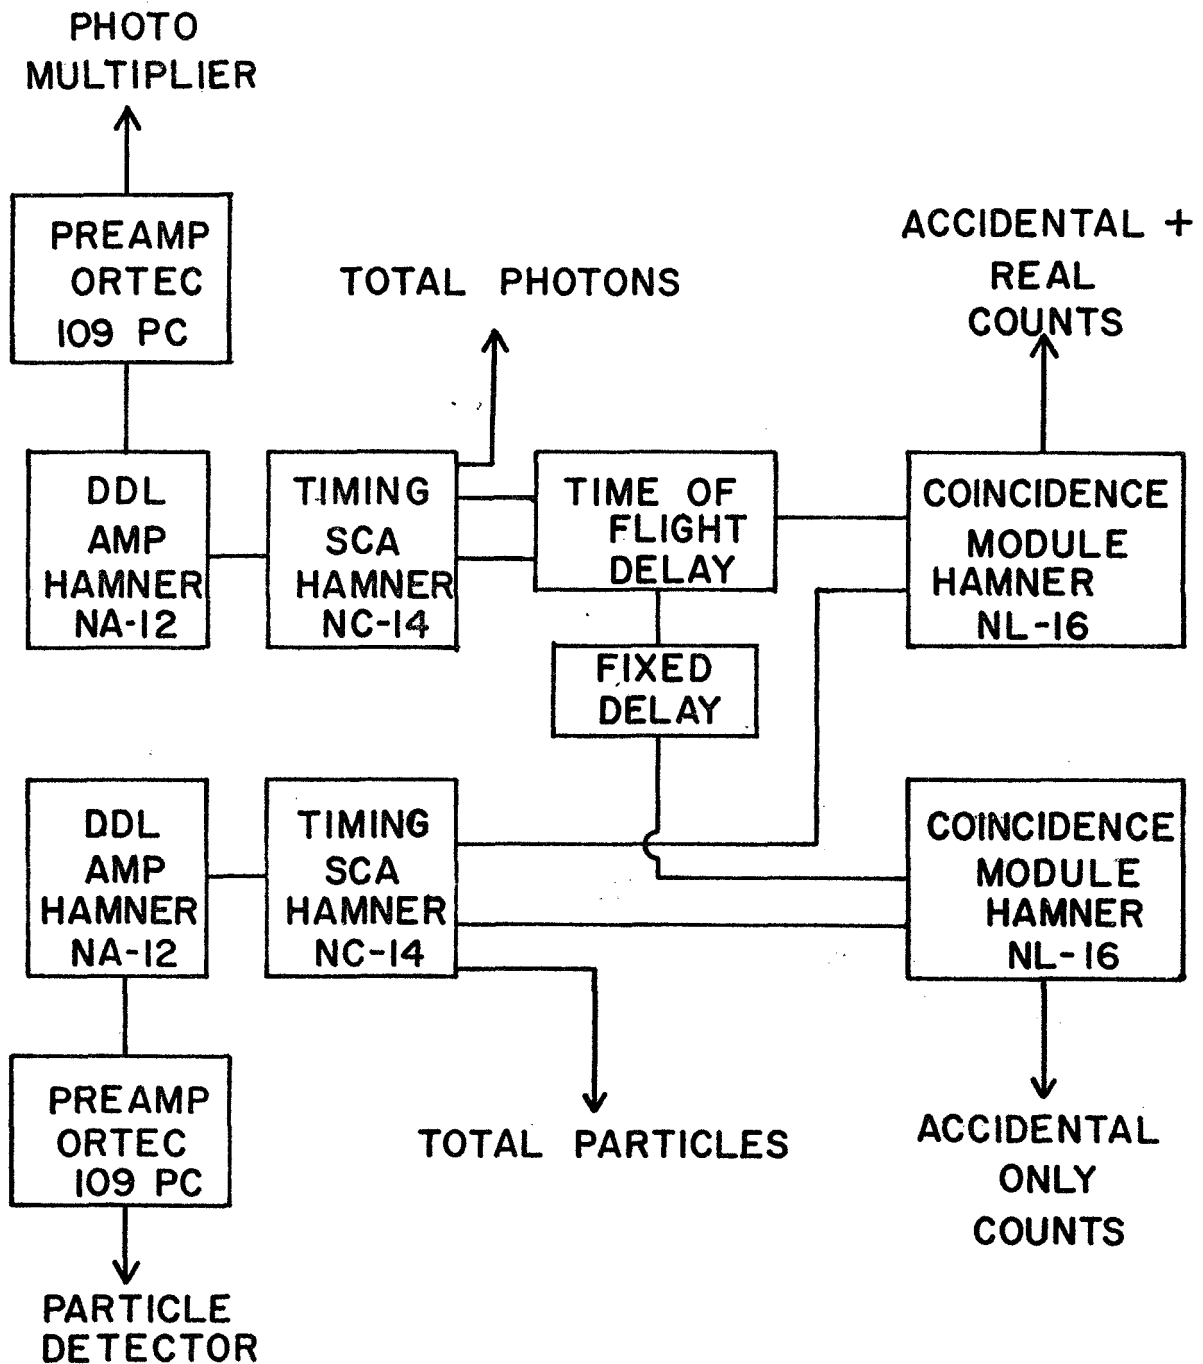 PHOTO
MULTIPLIER
PREAMP
ORTEC
109 PC
TOTAL PHOTONS
ACCIDENTAL +
REAL
COUNTS
DDL
AMP
HAMNER
NA-12
TIMING
SCA
HAMNER
NC-14
TIME OF
FLIGHT
DELAY
COINCIDENCE
MODULE
HAMNER
NL-16
FIXED
DELAY
DDL
AMP
HAMNER
NA-12
TIMING
SCA
HAMNER
NC-14
COINCIDENCE
MODULE
HAMNER
NL-16
PREAMP
ORTEC
109 PC
TOTAL PARTICLES
ACCIDENTAL
ONLY
COUNTS
PARTICLE
DETECTOR